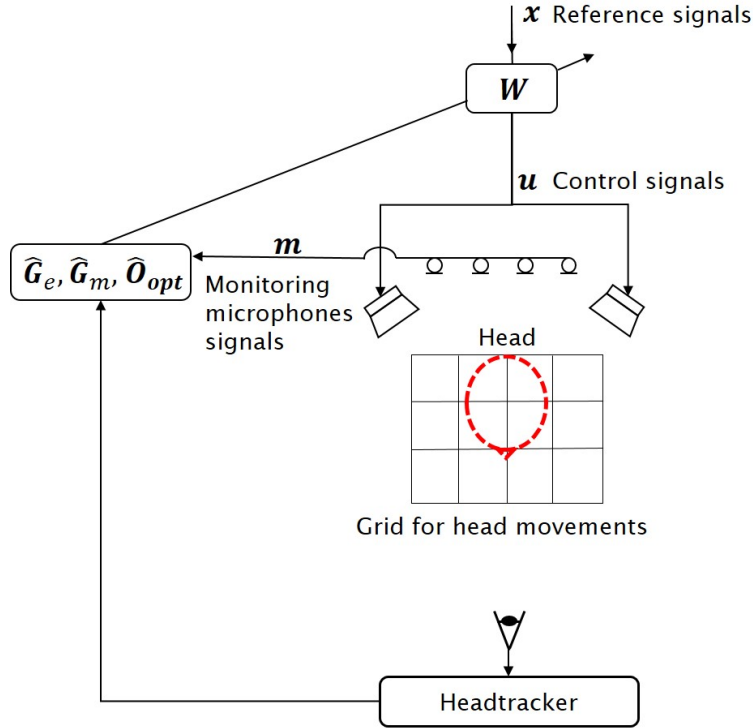 x Reference signals
W
u Control signals
m
Ĝₑ, Ĝₘ, Ôₒₚₜ
Monitoring
microphones
signals
Head
Grid for head movements
Headtracker